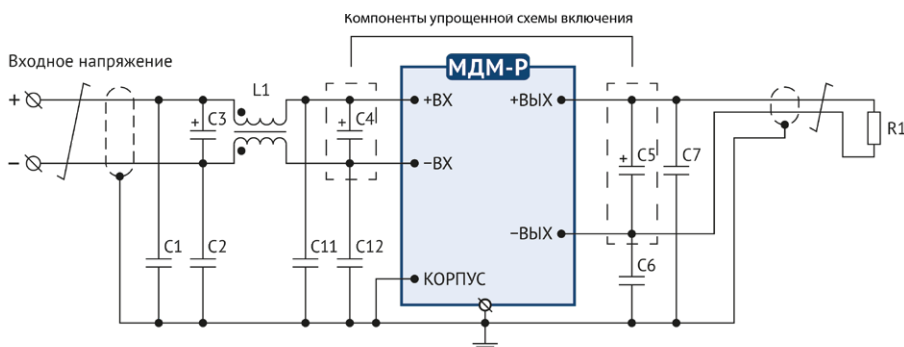 Компоненты упрощенной схемы включения
Входное напряжение
МДМ-Р
+
L1
+ВХ
+ВЫХ
+ C3
+ C4
+ C5
C7
R1
−
−ВХ
−ВЫХ
C1
C2
C11
C12
C6
КОРПУС